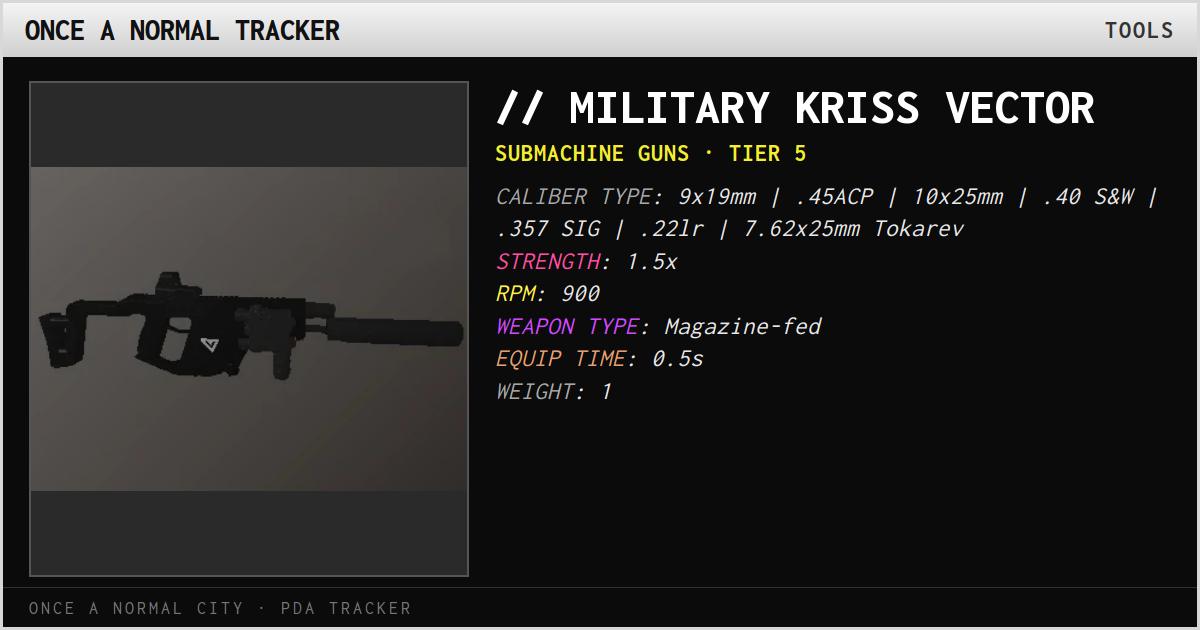 ONCE A NORMAL TRACKER
TOOLS
// MILITARY KRISS VECTOR
SUBMACHINE GUNS · TIER 5
CALIBER TYPE: 9x19mm | .45ACP | 10x25mm | .40 S&W |
.357 SIG | .22lr | 7.62x25mm Tokarev
STRENGTH: 1.5x
RPM: 900
WEAPON TYPE: Magazine-fed
EQUIP TIME: 0.5s
WEIGHT: 1
ONCE A NORMAL CITY · PDA TRACKER